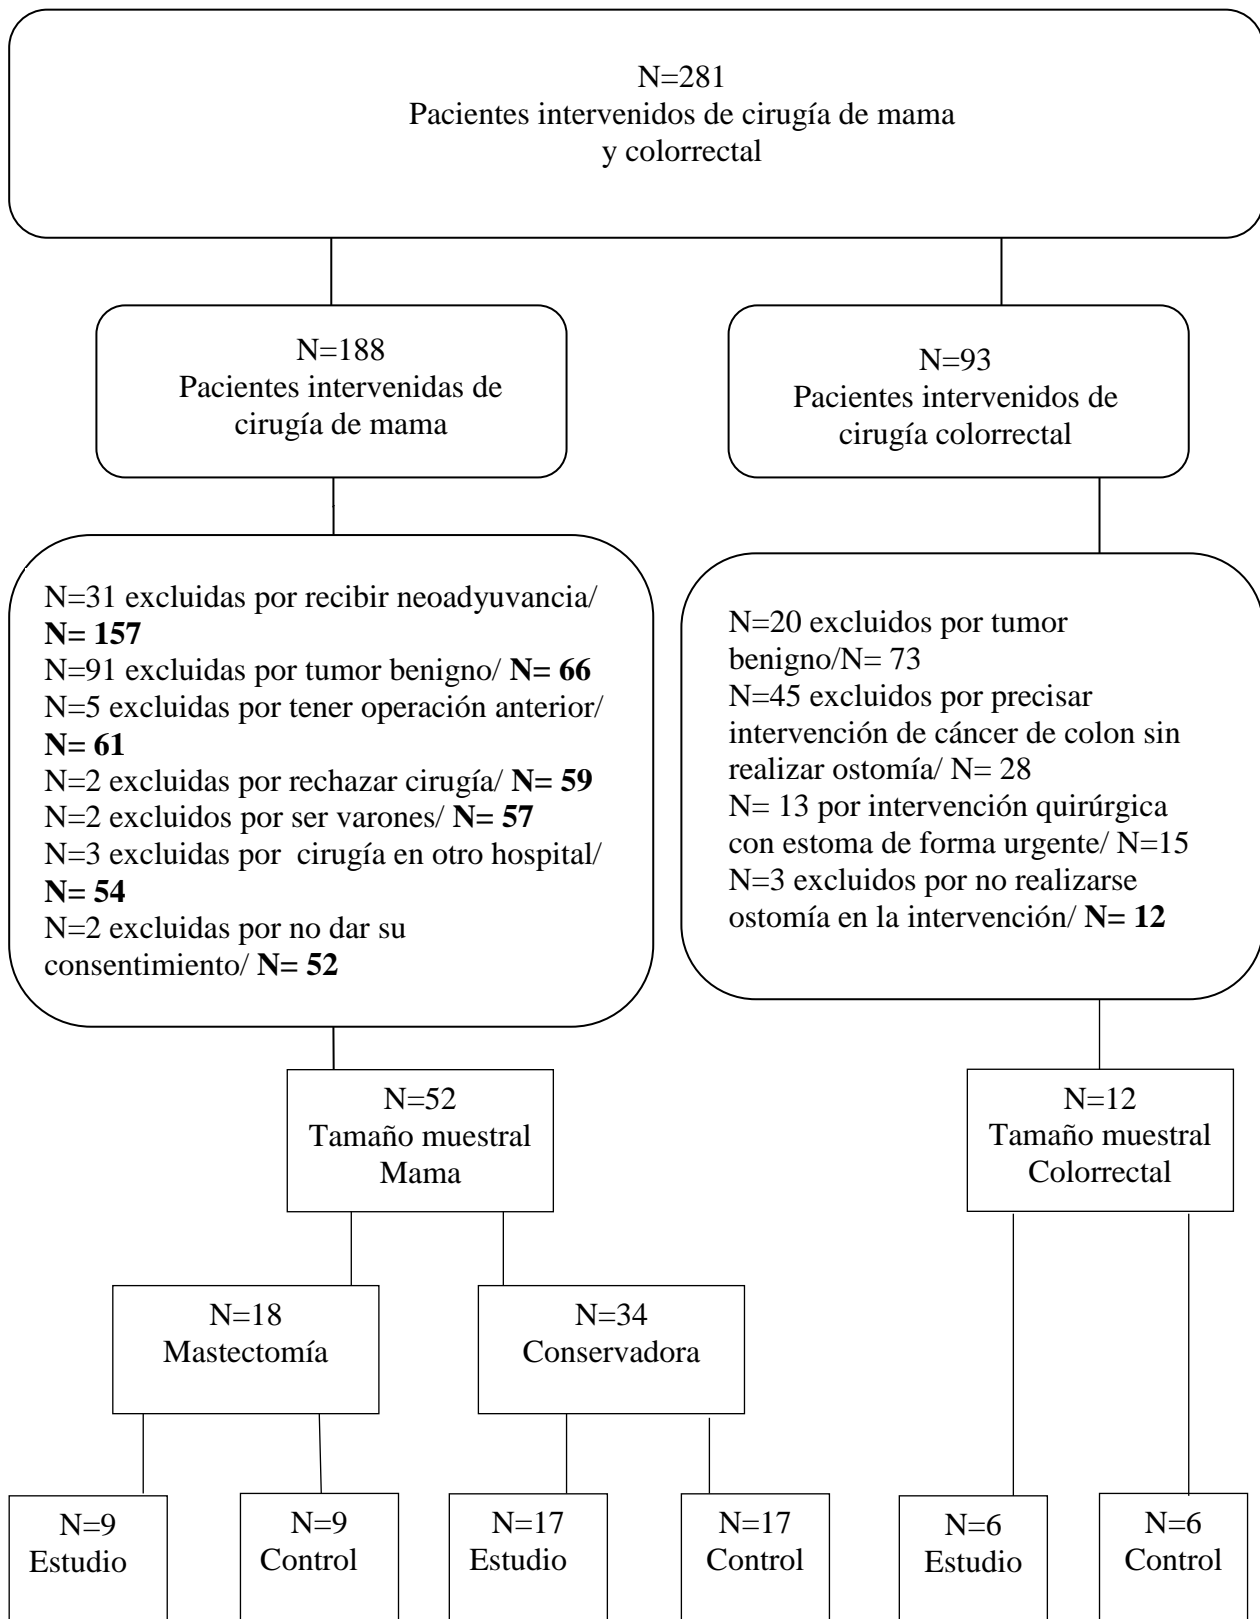 N=281
Pacientes intervenidos de cirugía de mama
y colorrectal
N=188
Pacientes intervenidas de
cirugía de mama
N=93
Pacientes intervenidos de
cirugía colorrectal
N=31 excluidas por recibir neoadyuvancia/
N= 157
N=91 excluidas por tumor benigno/ N= 66
N=5 excluidas por tener operación anterior/
N= 61
N=2 excluidas por rechazar cirugía/ N= 59
N=2 excluidos por ser varones/ N= 57
N=3 excluidas por cirugía en otro hospital/
N= 54
N=2 excluidas por no dar su
consentimiento/ N= 52
N=20 excluidos por tumor
benigno/N= 73
N=45 excluidos por precisar
intervención de cáncer de colon sin
realizar ostomía/ N= 28
N= 13 por intervención quirúrgica
con estoma de forma urgente/ N=15
N=3 excluidos por no realizarse
ostomía en la intervención/ N= 12
N=52
Tamaño muestral
Mama
N=12
Tamaño muestral
Colorrectal
N=18
Mastectomía
N=34
Conservadora
N=9
Estudio
N=9
Control
N=17
Estudio
N=17
Control
N=6
Estudio
N=6
Control